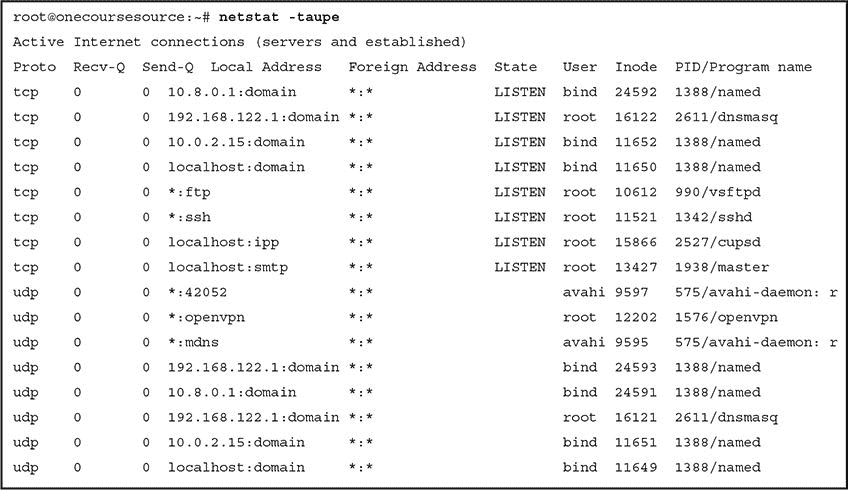 root@onecoursesource:~# netstat -taupe
Active Internet connections (servers and established)
Proto Recv-Q Send-Q Local Address Foreign Address State User Inode PID/Program name
tcp 0 0 10.8.0.1:domain *:* LISTEN bind 24592 1388/named
tcp 0 0 192.168.122.1:domain *:* LISTEN root 16122 2611/dnsmasq
tcp 0 0 10.0.2.15:domain *:* LISTEN bind 11652 1388/named
tcp 0 0 localhost:domain *:* LISTEN bind 11650 1388/named
tcp 0 0 *:ftp *:* LISTEN root 10612 990/vsftpd
tcp 0 0 *:ssh *:* LISTEN root 11521 1342/sshd
tcp 0 0 localhost:ipp *:* LISTEN root 15866 2527/cupsd
tcp 0 0 localhost:smtp *:* LISTEN root 13427 1938/master
udp 0 0 *:42052 *:* avahi 9597 575/avahi-daemon: r
udp 0 0 *:openvpn *:* root 12202 1576/openvpn
udp 0 0 *:mdns *:* avahi 9595 575/avahi-daemon: r
udp 0 0 192.168.122.1:domain *:* bind 24593 1388/named
udp 0 0 10.8.0.1:domain *:* bind 24591 1388/named
udp 0 0 192.168.122.1:domain *:* root 16121 2611/dnsmasq
udp 0 0 10.0.2.15:domain *:* bind 11651 1388/named
udp 0 0 localhost:domain *:* bind 11649 1388/named